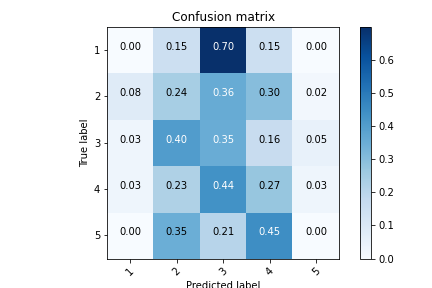 Confusion matrix
1 0.00 0.15 0.70 0.15 0.00
2 0.08 0.24 0.36 0.30 0.02
3 0.03 0.40 0.35 0.16 0.05
4 0.03 0.23 0.44 0.27 0.03
5 0.00 0.35 0.21 0.45 0.00
1 2 3 4 5
True label
Predicted label
0.6
0.5
0.4
0.3
0.2
0.1
0.0